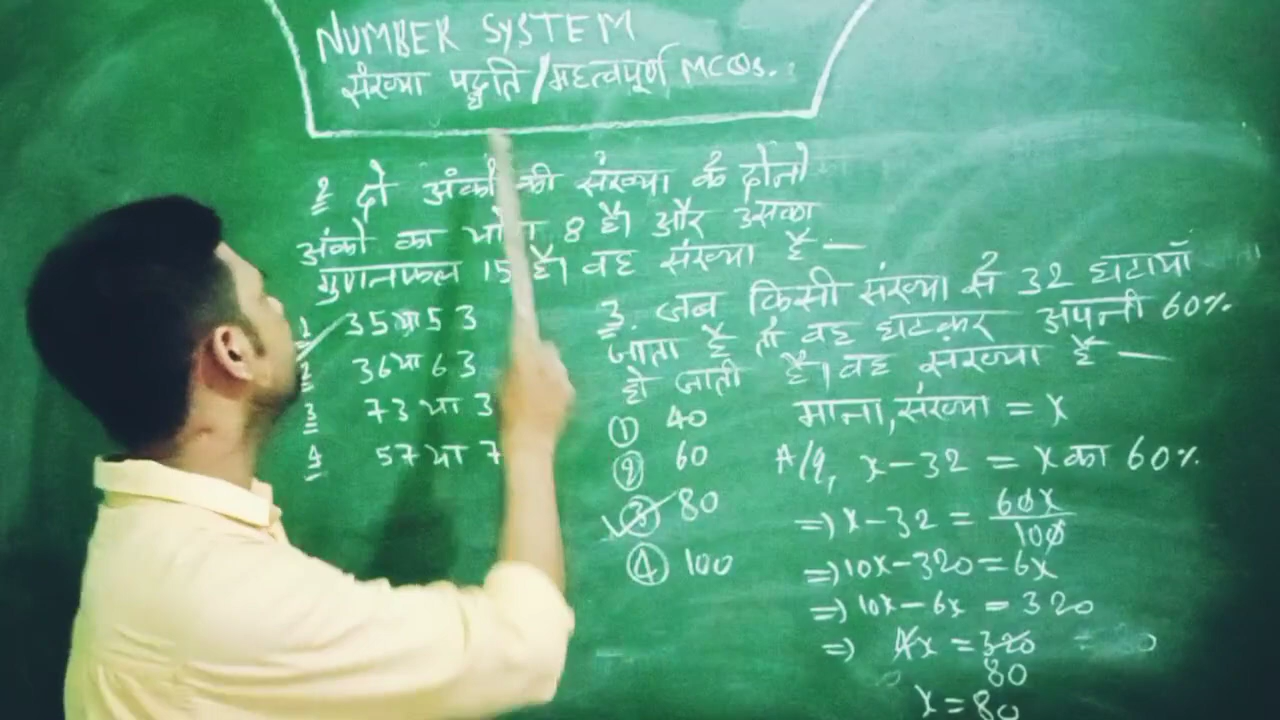 NUMBER SYSTEM
संख्या पद्धति/महत्वपूर्ण MCQs.
2 दो अंको की संख्या के दोनो
अंको का योग 8 है। और उसका
गुणनफल 15 है। वह संख्या है —
1 35 या 53
2 36 या 63
3 73 या 3
4 57 या 7
3. जब किसी संख्या से 32 घटाया
जाता है तो वह घटकर अपनी 60%
हो जाती है। वह संख्या है —
① 40
② 60
③ 80
④ 100
माना, संख्या = x
A/q, x - 32 = x का 60%
=) x - 32 = 60x/100
=) 10x - 320 = 6x
=) 10x - 6x = 320
=) 4x = 320
80
x = 80